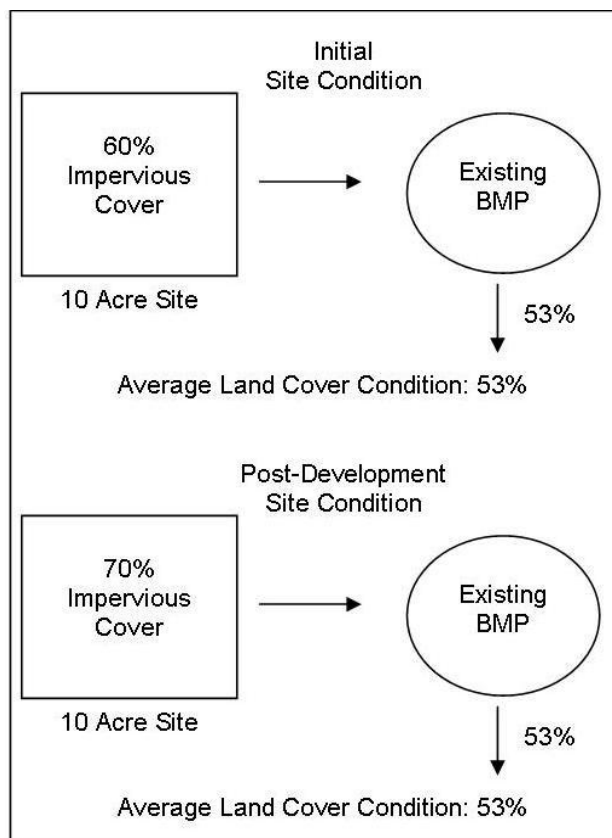 Initial
Site Condition
60%
Impervious
Cover
Existing
BMP
10 Acre Site
53%
Average Land Cover Condition: 53%
Post-Development
Site Condition
70%
Impervious
Cover
Existing
BMP
10 Acre Site
53%
Average Land Cover Condition: 53%